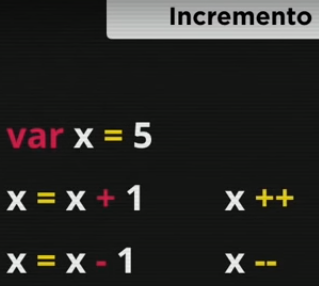 Incremento
var x = 5
x = x + 1 x ++
x = x - 1 x --